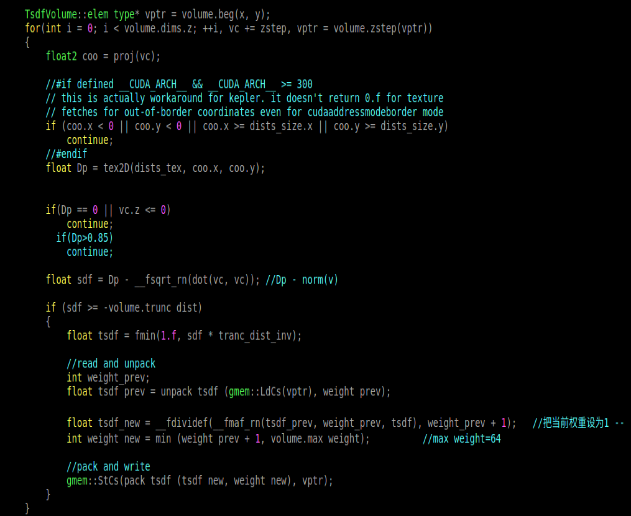 TsdfVolume::elem type* vptr = volume.beg(x, y);
for(int i = 0; i < volume.dims.z; ++i, vc += zstep, vptr = volume.zstep(vptr))
{
float2 coo = proj(vc);
//#if defined __CUDA_ARCH__ && __CUDA_ARCH__ >= 300
// this is actually workaround for kepler. it doesn't return 0.f for texture
// fetches for out-of-border coordinates even for cudaaddressmodeborder mode
if (coo.x < 0 || coo.y < 0 || coo.x >= dists_size.x || coo.y >= dists_size.y)
continue;
//#endif
float Dp = tex2D(dists_tex, coo.x, coo.y);
if(Dp == 0 || vc.z <= 0)
continue;
if(Dp>0.85)
continue;
float sdf = Dp - __fsqrt_rn(dot(vc, vc)); //Dp - norm(v)
if (sdf >= -volume.trunc dist)
{
float tsdf = fmin(1.f, sdf * tranc_dist_inv);
//read and unpack
int weight_prev;
float tsdf prev = unpack tsdf (gmem::LdCs(vptr), weight prev);
float tsdf_new = __fdividef(__fmaf_rn(tsdf_prev, weight_prev, tsdf), weight_prev + 1); //把当前权重设为1 --
int weight new = min (weight prev + 1, volume.max weight); //max weight=64
//pack and write
gmem::StCs(pack tsdf (tsdf new, weight new), vptr);
}
}